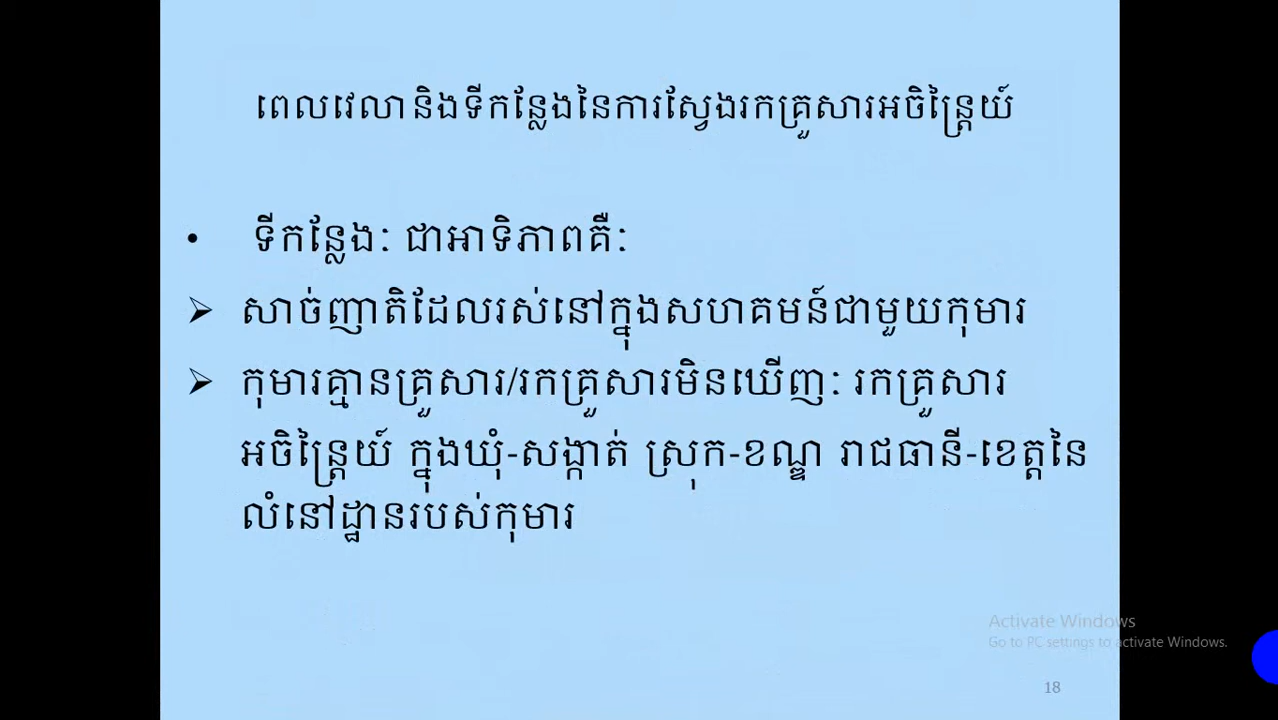 ពេលវេលា និងទីកន្លែងនៃការស្វែងរកគ្រួសារអចិន្ត្រៃយ៍
• ទីកន្លែងៈ ជាអាទិភាពគឺៈ
➢ សាច់ញាតិដែលរស់នៅក្នុងសហគមន៍ជាមួយកុមារ
➢ កុមារគ្មានគ្រួសារ/រកគ្រួសារមិនឃើញៈ រកគ្រួសារ
អចិន្ត្រៃយ៍ ក្នុងឃុំ-សង្កាត់ ស្រុក-ខណ្ឌ រាជធានី-ខេត្តនៃ
លំនៅដ្ឋានរបស់កុមារ
Activate Windows
Go to PC settings to activate Windows.
18